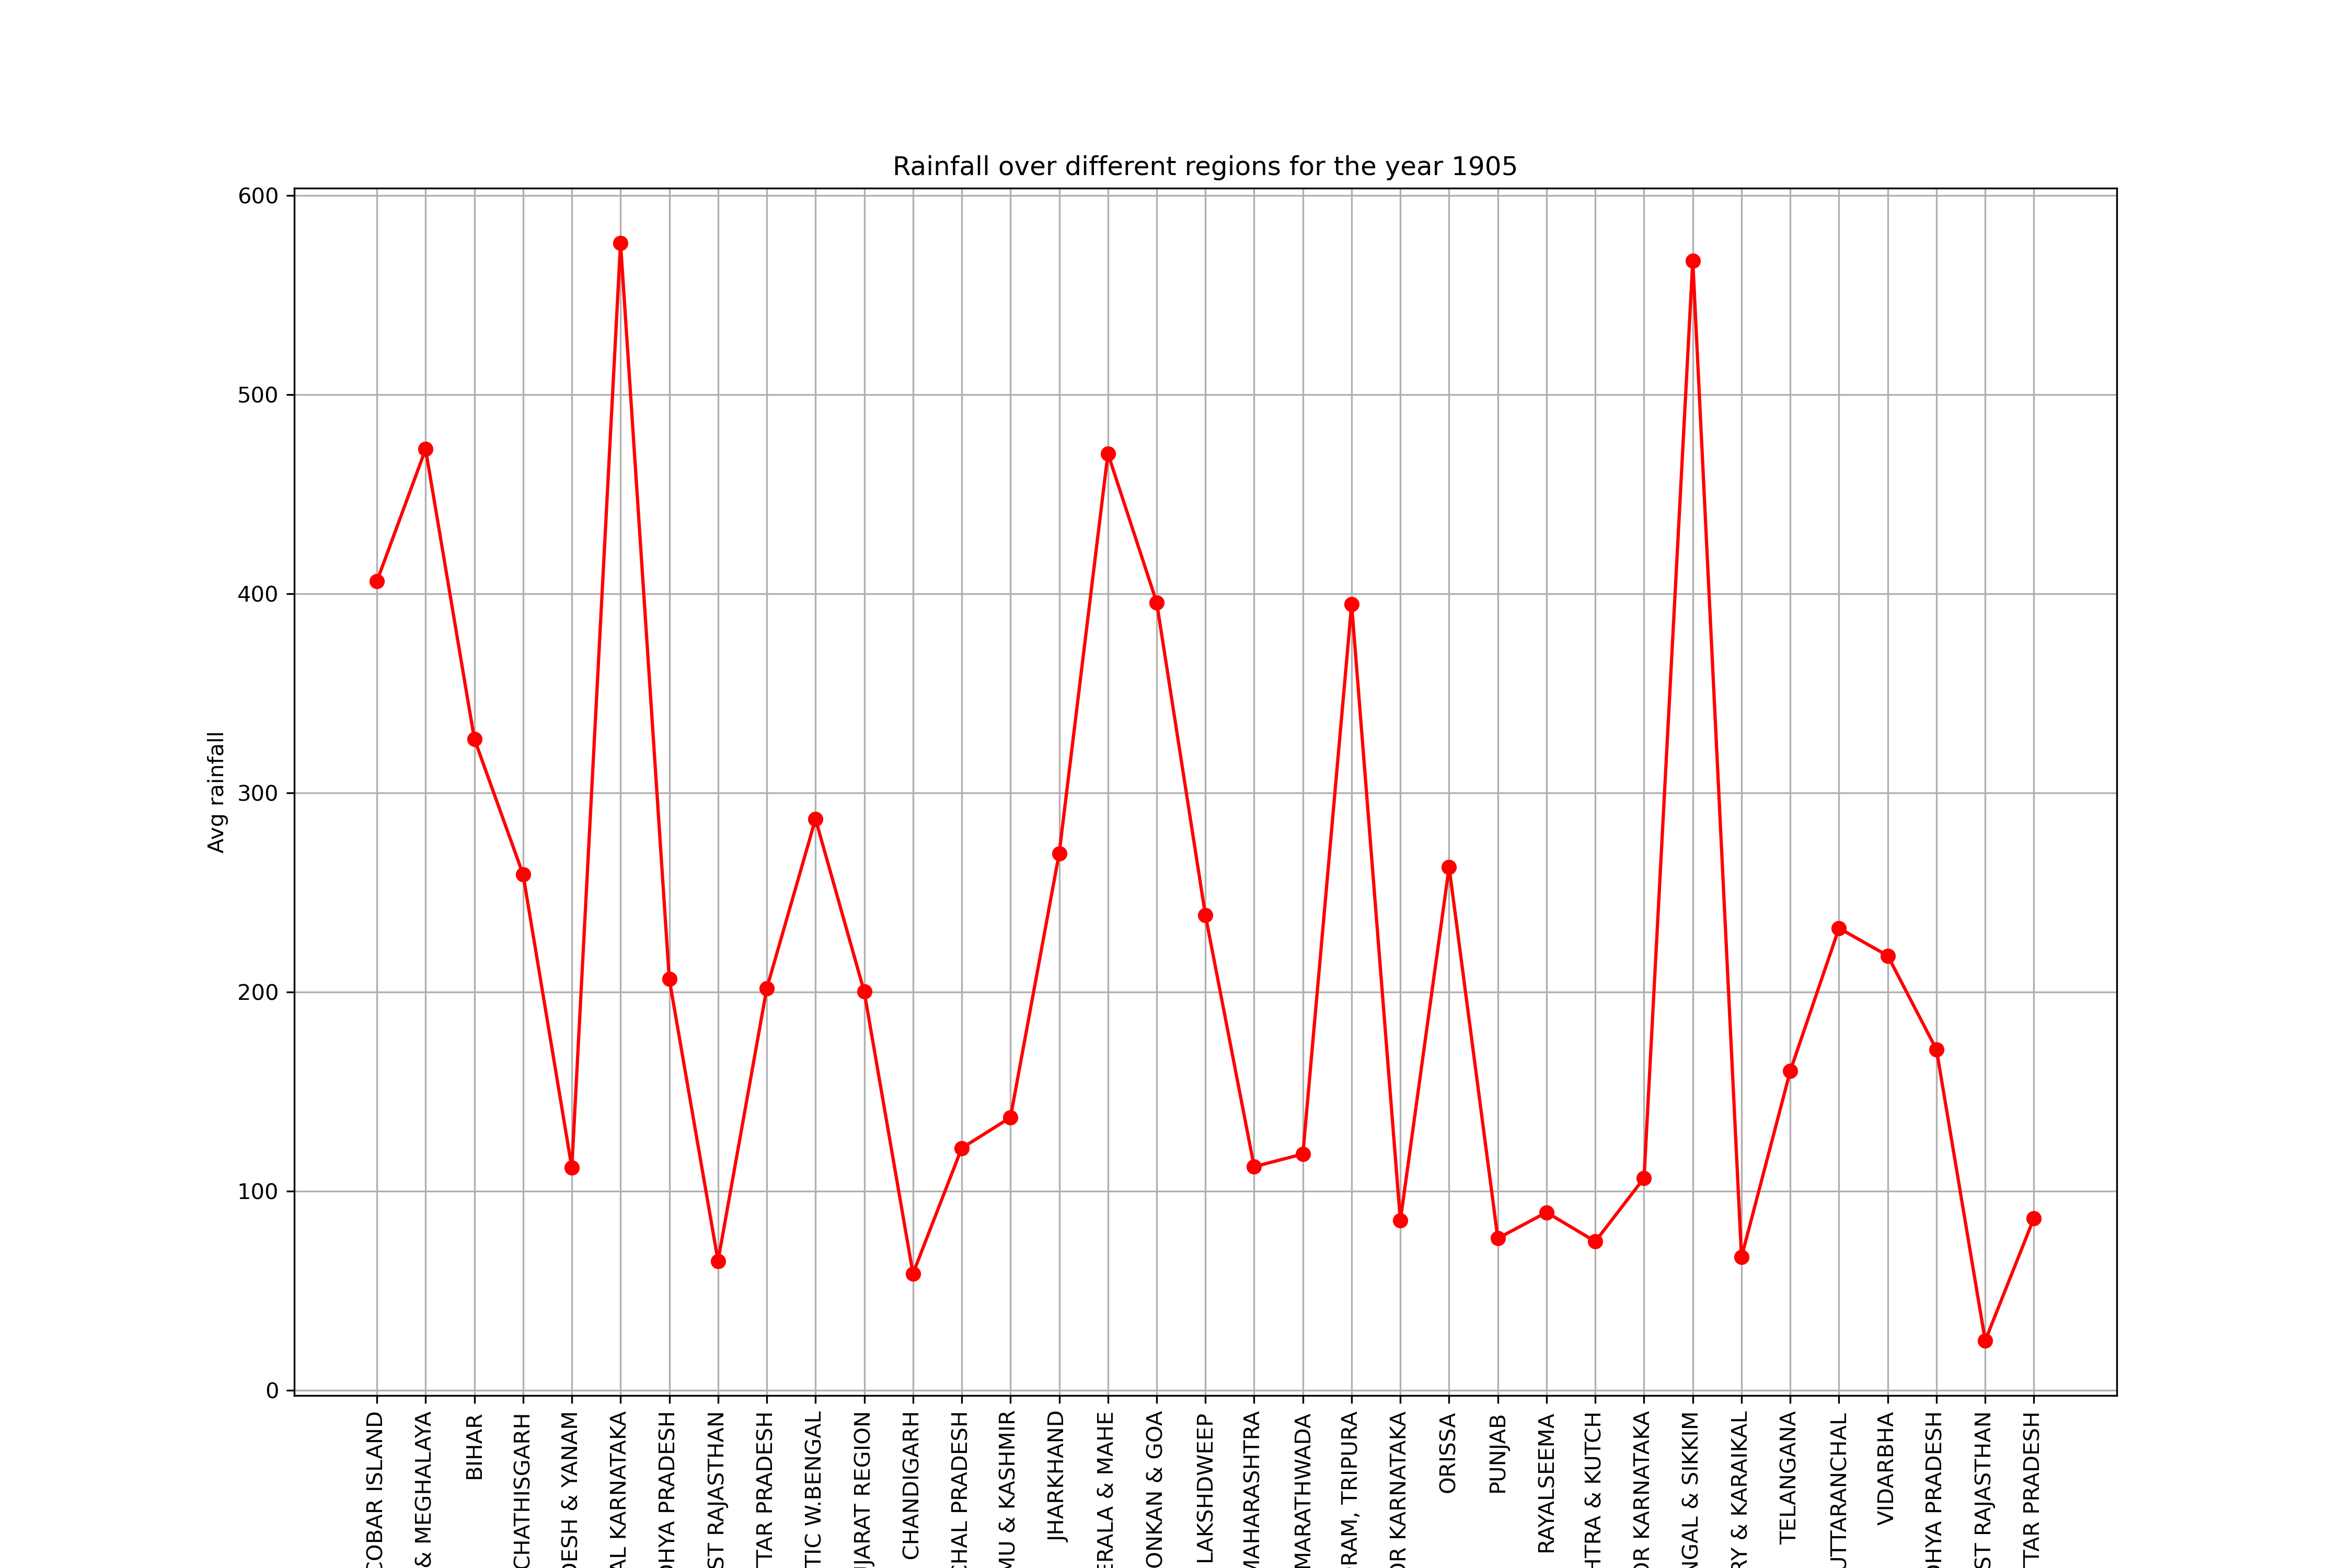 Rainfall over different regions for the year 1905
Avg rainfall
600
500
400
300
200
100
0
COBAR ISLAND
& MEGHALAYA
BIHAR
CHATHISGARH
DESH & YANAM
AL KARNATAKA
DHYA PRADESH
ST RAJASTHAN
TTAR PRADESH
TIC W.BENGAL
JARAT REGION
CHANDIGARH
CHAL PRADESH
MU & KASHMIR
JHARKHAND
ERALA & MAHE
ONKAN & GOA
LAKSHDWEEP
MAHARASHTRA
MARATHWADA
RAM, TRIPURA
OR KARNATAKA
ORISSA
PUNJAB
RAYALSEEMA
HTRA & KUTCH
OR KARNATAKA
NGAL & SIKKIM
RY & KARAIKAL
TELANGANA
UTTARANCHAL
VIDARBHA
DHYA PRADESH
ST RAJASTHAN
TTAR PRADESH